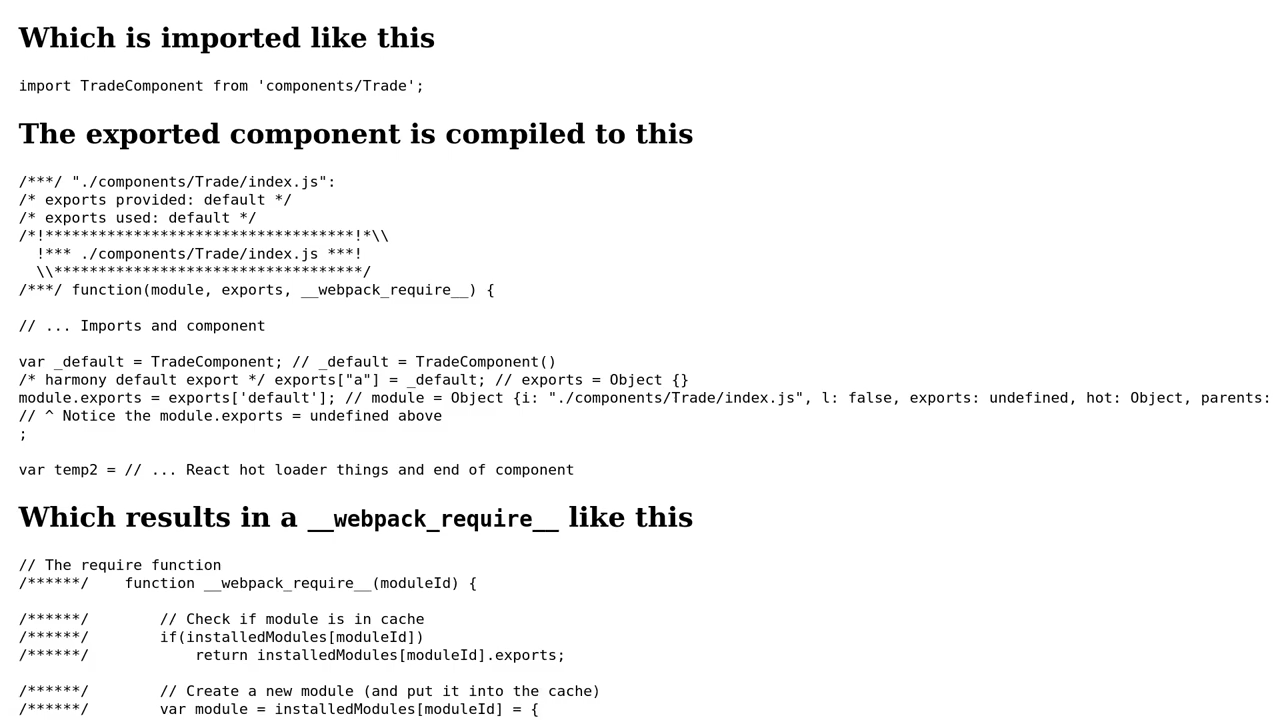 Which is imported like this
import TradeComponent from 'components/Trade';
The exported component is compiled to this
/***/ "./components/Trade/index.js":
/* exports provided: default */
/* exports used: default */
/*!***********************************!*\\
  !*** ./components/Trade/index.js ***!
  \\***********************************/
/***/ function(module, exports, __webpack_require__) {
// ... Imports and component
var _default = TradeComponent; // _default = TradeComponent()
/* harmony default export */ exports["a"] = _default; // exports = Object {}
module.exports = exports['default']; // module = Object {i: "./components/Trade/index.js", l: false, exports: undefined, hot: Object, parents:
// ^ Notice the module.exports = undefined above
;
var temp2 = // ... React hot loader things and end of component
Which results in a __webpack_require__ like this
// The require function
/******/    function __webpack_require__(moduleId) {
/******/        // Check if module is in cache
/******/        if(installedModules[moduleId])
/******/            return installedModules[moduleId].exports;
/******/        // Create a new module (and put it into the cache)
/******/        var module = installedModules[moduleId] = {